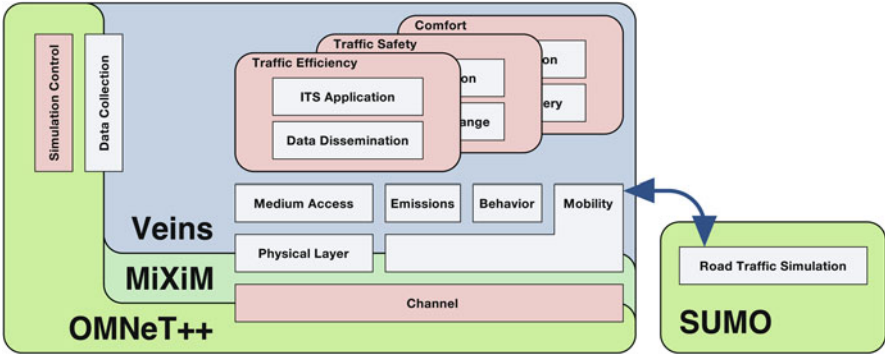 Comfort
Traffic Safety
Traffic Efficiency
Simulation Control
Data Collection
ITS Application
Data Dissemination
on
ange
on
ery
Medium Access
Emissions
Behavior
Mobility
Veins
Physical Layer
MiXiM
Channel
OMNeT++
Road Traffic Simulation
SUMO